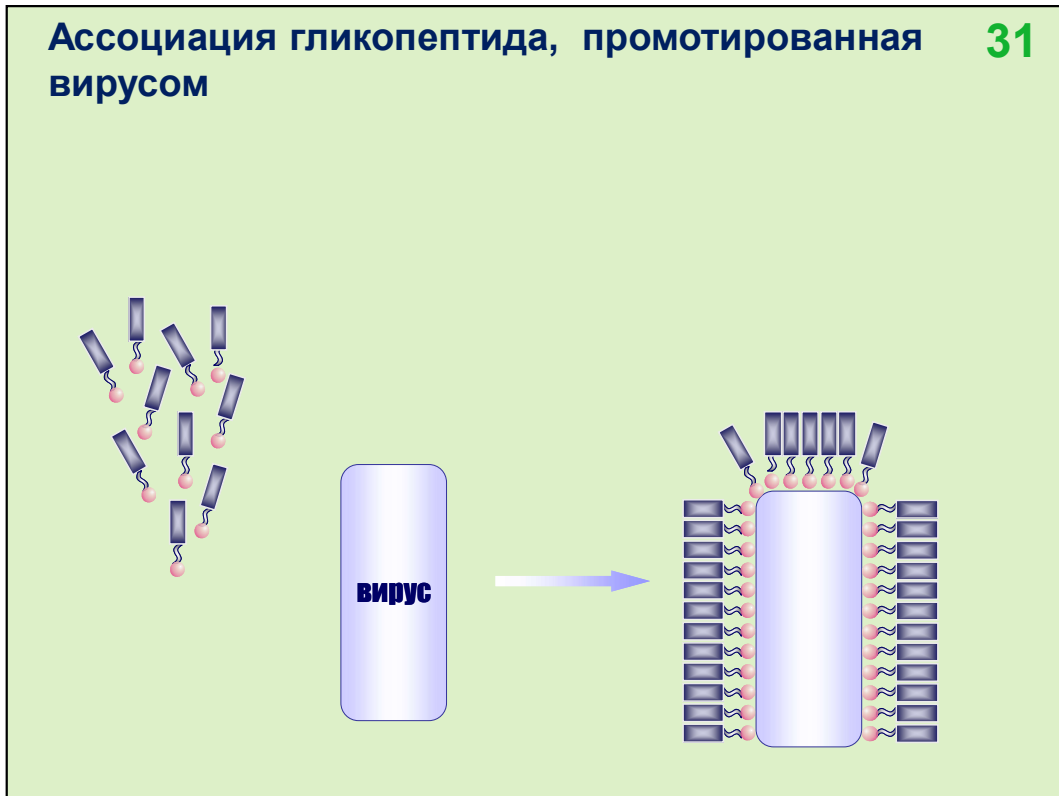 Ассоциация гликопептида, промотированная 31
вирусом
вирус